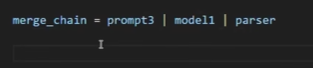 merge_chain = prompt3 | model1 | parser